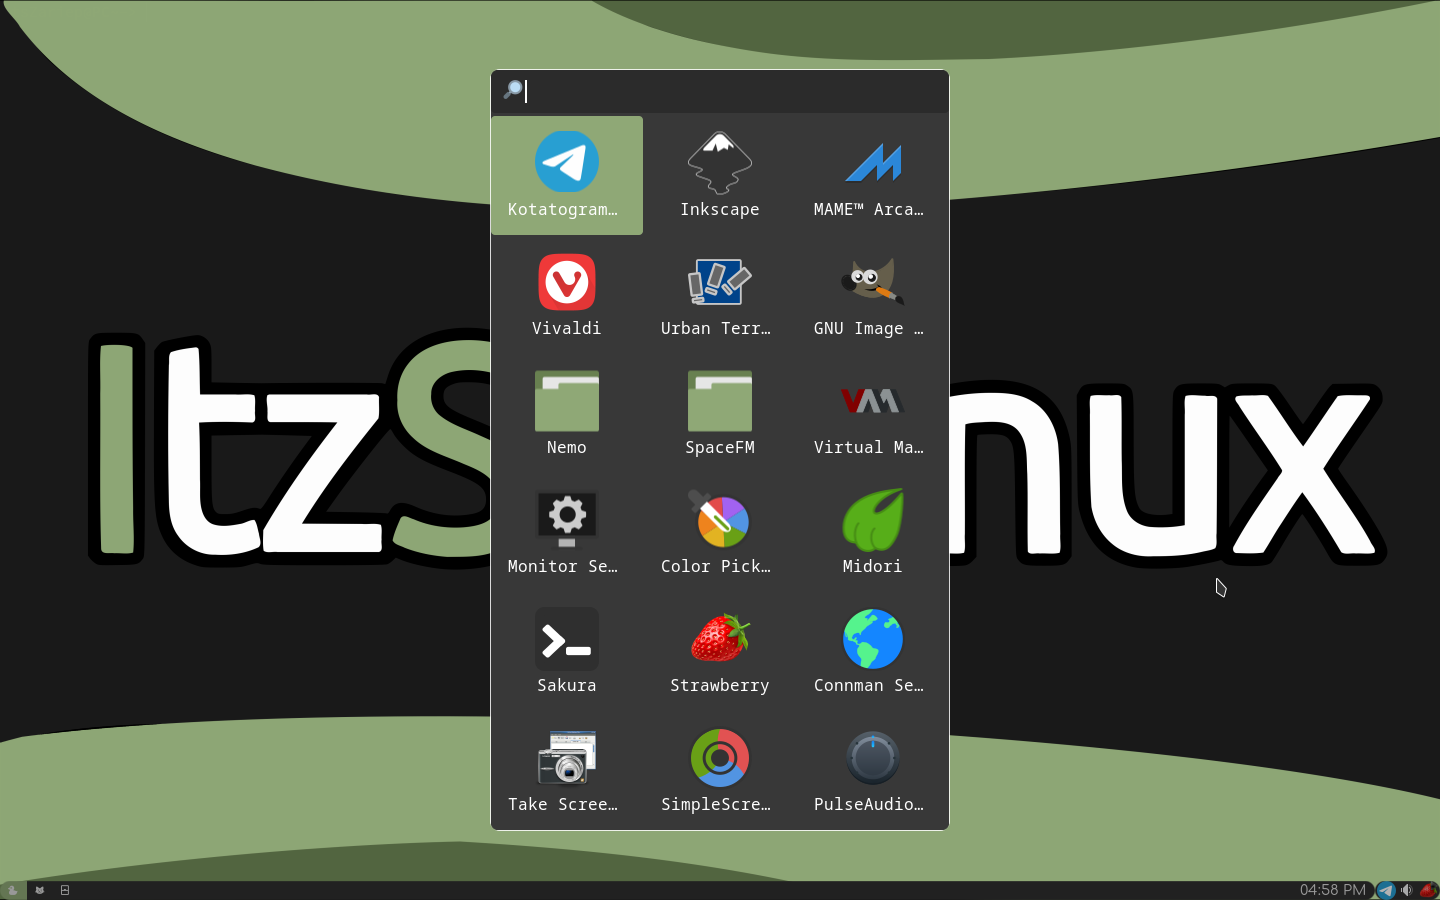 Kotatogram… Inkscape MAME™ Arca…
Vivaldi Urban Terr… GNU Image …
Nemo SpaceFM Virtual Ma…
ItzS nux
Monitor Se… Color Pick… Midori
Sakura Strawberry Connman Se…
Take Scree… SimpleScre… PulseAudio…
04:58 PM